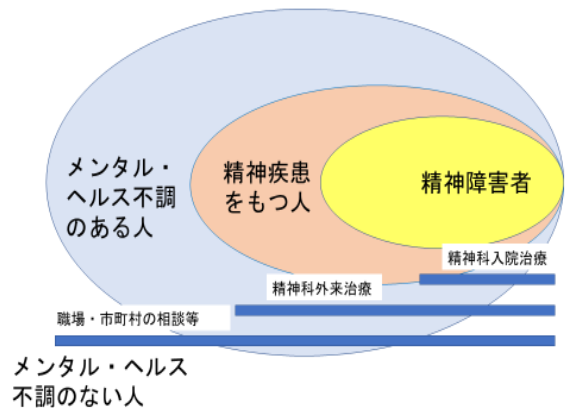 メンタル・
ヘルス不調
のある人
精神疾患
をもつ人
精神障害者
精神科入院治療
精神科外来治療
職場・市町村の相談等
メンタル・ヘルス
不調のない人